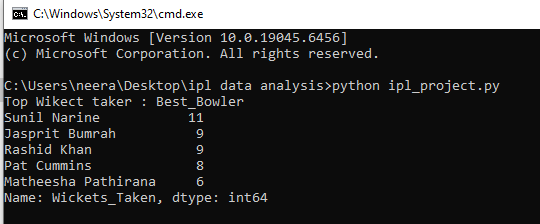 C:\Windows\System32\cmd.exe
Microsoft Windows [Version 10.0.19045.6456]
(c) Microsoft Corporation. All rights reserved.
C:\Users\neera\Desktop\ipl data analysis>python ipl_project.py
Top Wikect taker : Best_Bowler
Sunil Narine 11
Jasprit Bumrah 9
Rashid Khan 9
Pat Cummins 8
Matheesha Pathirana 6
Name: Wickets_Taken, dtype: int64